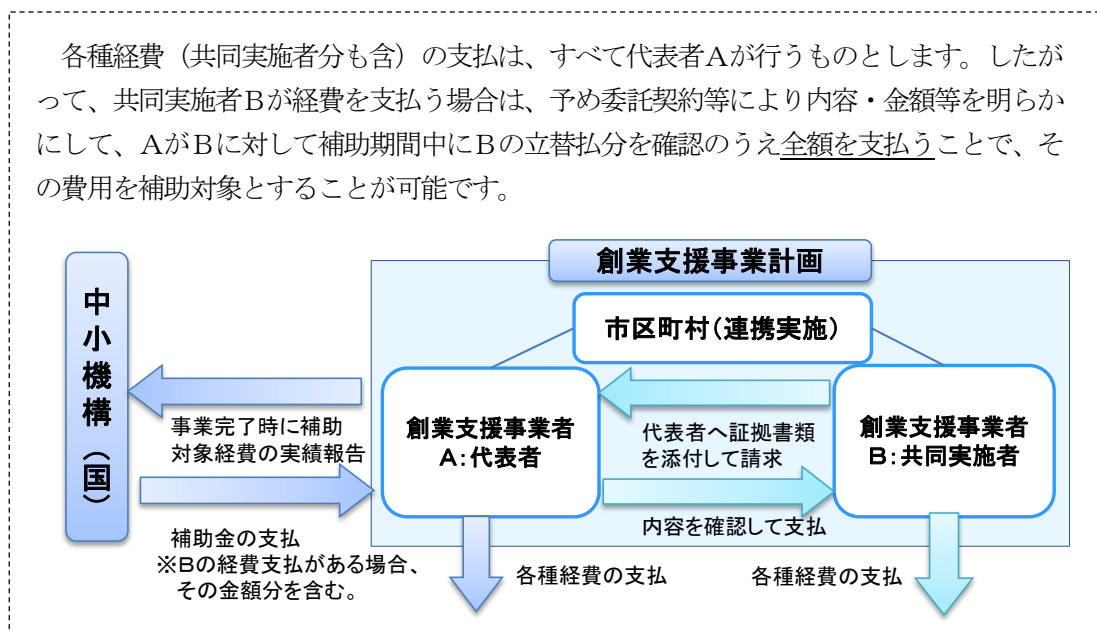 各種経費（共同実施者分も含）の支払は、すべて代表者Ａが行うものとします。したが
って、共同実施者Ｂが経費を支払う場合は、予め委託契約等により内容・金額等を明らか
にして、ＡがＢに対して補助期間中にＢの立替払分を確認のうえ全額を支払うことで、そ
の費用を補助対象とすることが可能です。
創業支援事業計画
中小機構（国）
市区町村（連携実施）
創業支援事業者
Ａ：代表者
創業支援事業者
Ｂ：共同実施者
事業完了時に補助
対象経費の実績報告
代表者へ証拠書類
を添付して請求
補助金の支払
※Ｂの経費支払がある場合、
その金額分を含む。
内容を確認して支払
各種経費の支払
各種経費の支払